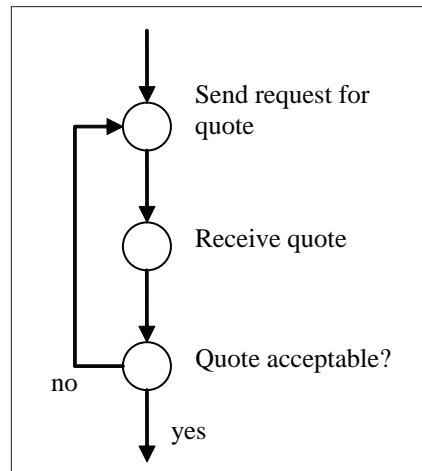 Send request for
quote
Receive quote
Quote acceptable?
no
yes